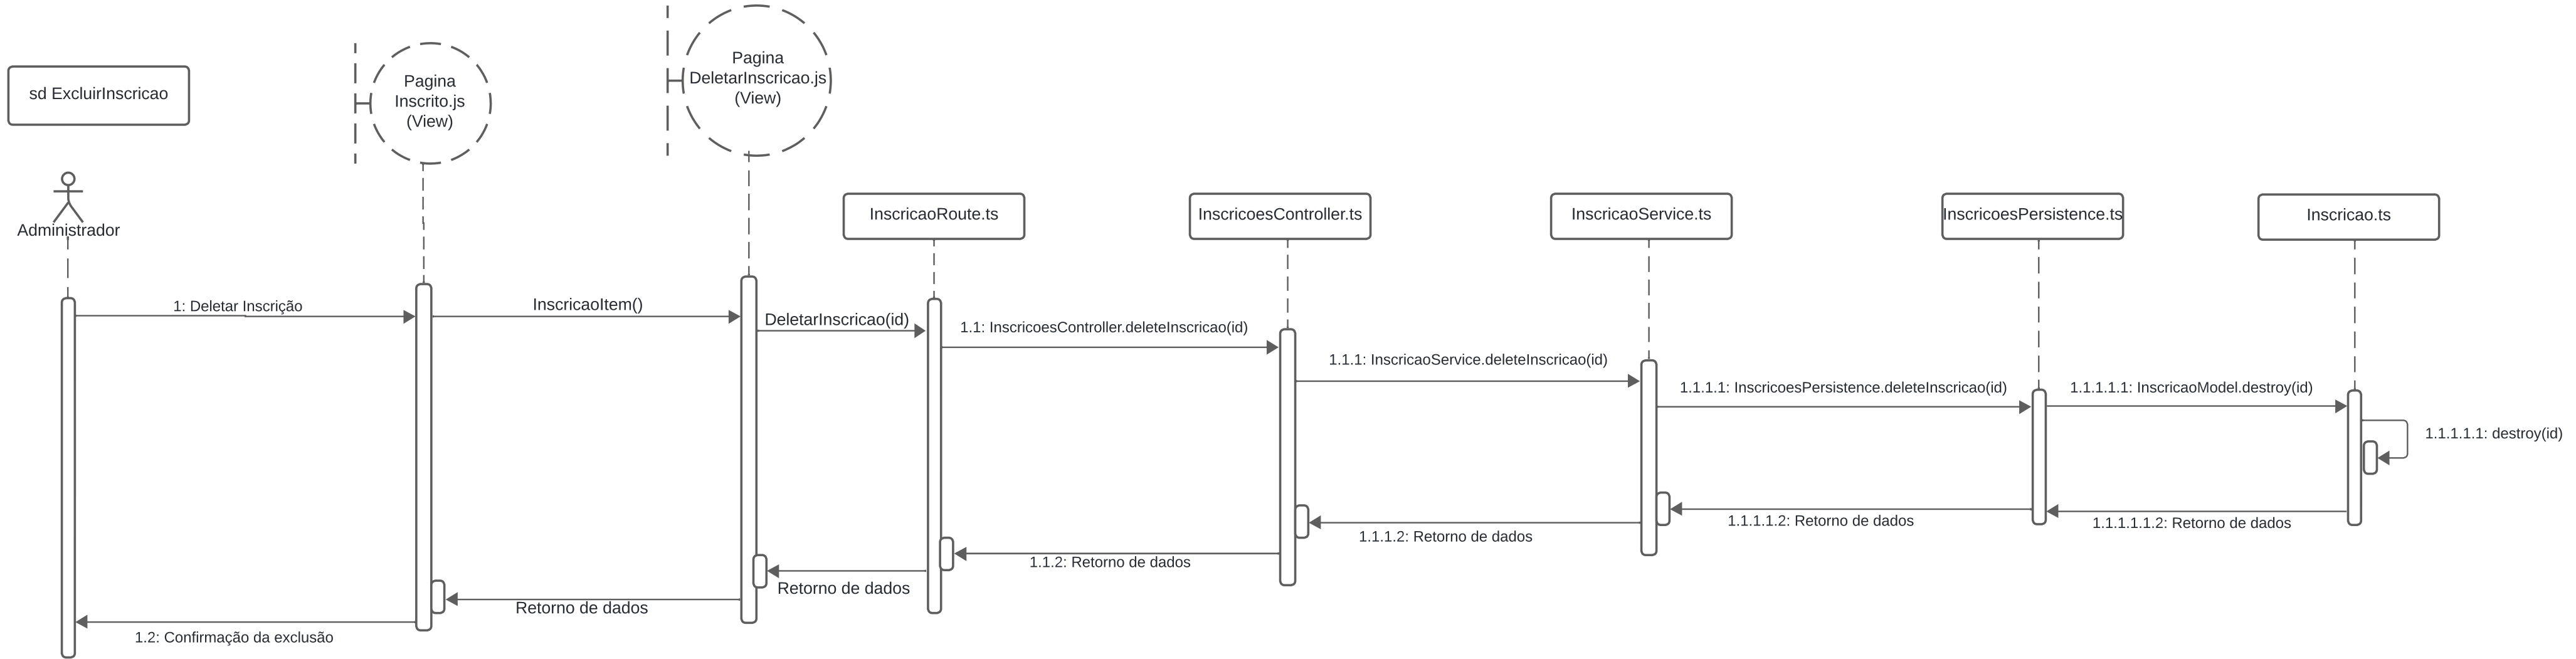 sd ExcluirInscricao
Pagina
Inscrito.js
(View)
Pagina
DeletarInscricao.js
(View)
Administrador
InscricaoRoute.ts
InscricoesController.ts
InscricaoService.ts
InscricoesPersistence.ts
Inscricao.ts
1: Deletar Inscrição
InscricaoItem()
DeletarInscricao(id)
1.1: InscricoesController.deleteInscricao(id)
1.1.1: InscricaoService.deleteInscricao(id)
1.1.1.1: InscricoesPersistence.deleteInscricao(id)
1.1.1.1.1: InscricaoModel.destroy(id)
1.1.1.1.1: destroy(id)
1.1.1.1.1.2: Retorno de dados
1.1.1.1.2: Retorno de dados
1.1.1.2: Retorno de dados
1.1.2: Retorno de dados
Retorno de dados
Retorno de dados
1.2: Confirmação da exclusão